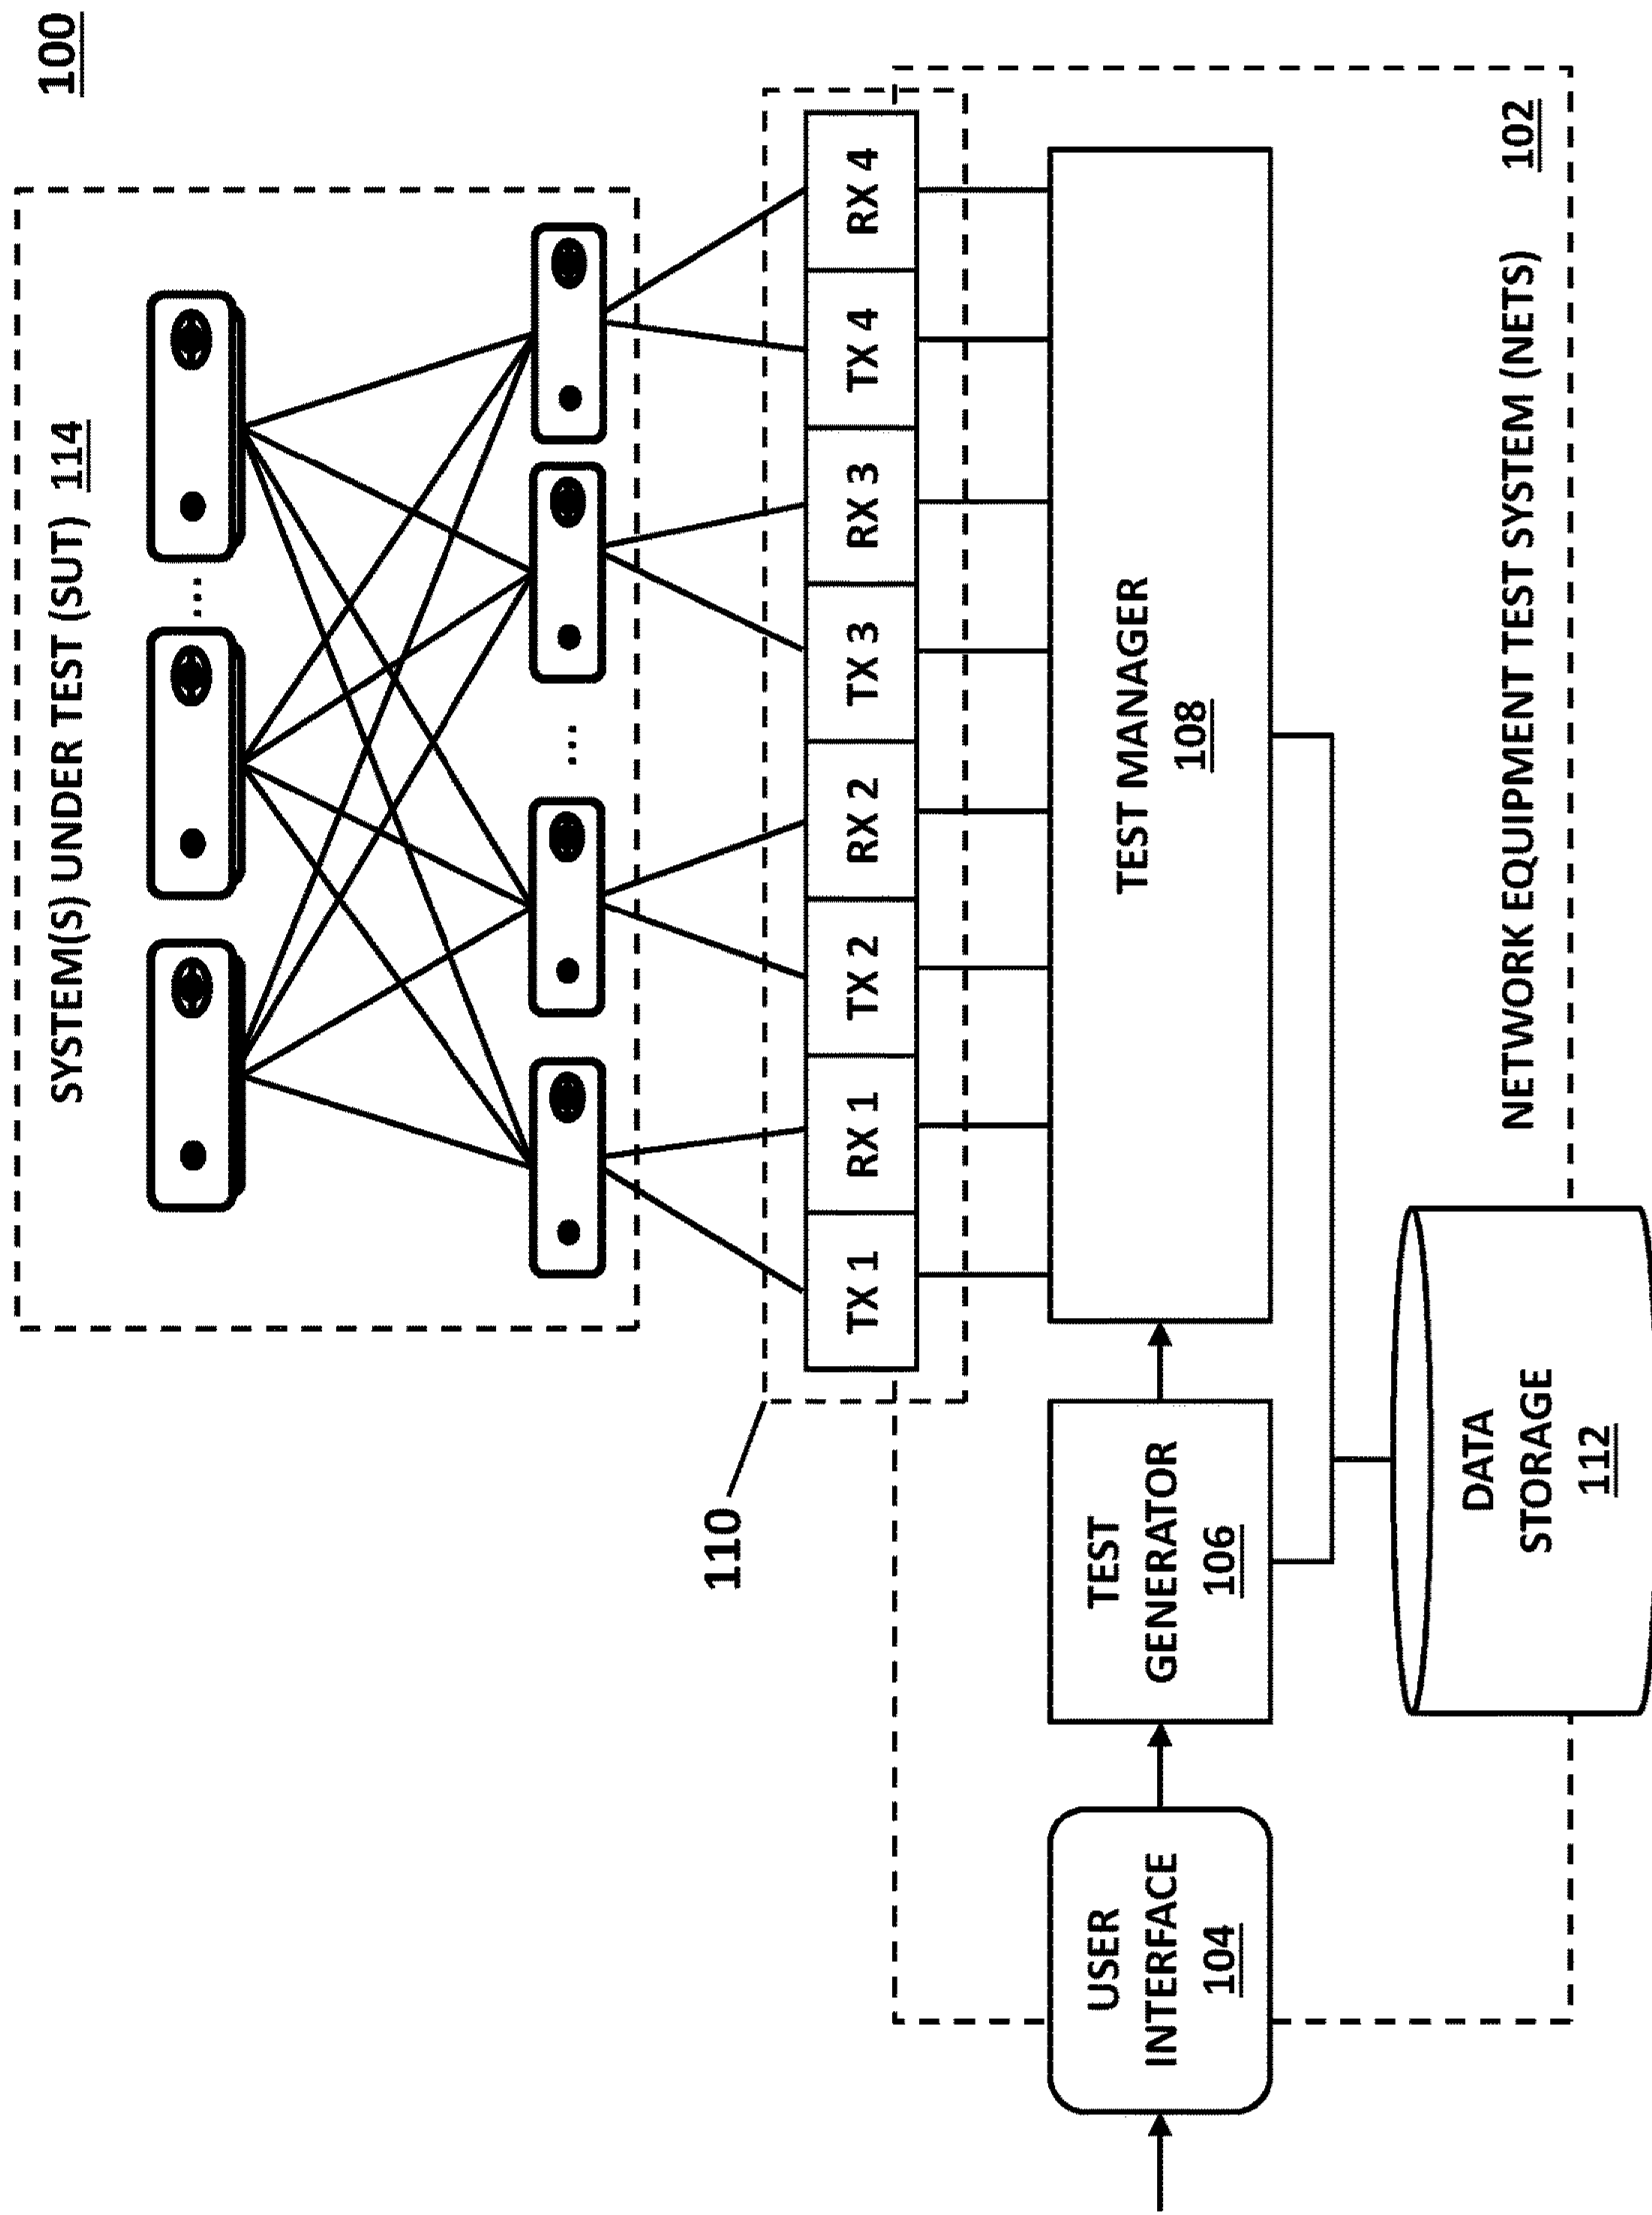 100
SYSTEM(S) UNDER TEST (SUT) 114
...
...
110
TX 1 RX 1 TX 2 RX 2 TX 3 RX 3 TX 4 RX 4
USER
INTERFACE
104
TEST
GENERATOR
106
TEST MANAGER
108
DATA
STORAGE
112
NETWORK EQUIPMENT TEST SYSTEM (NETS) 102